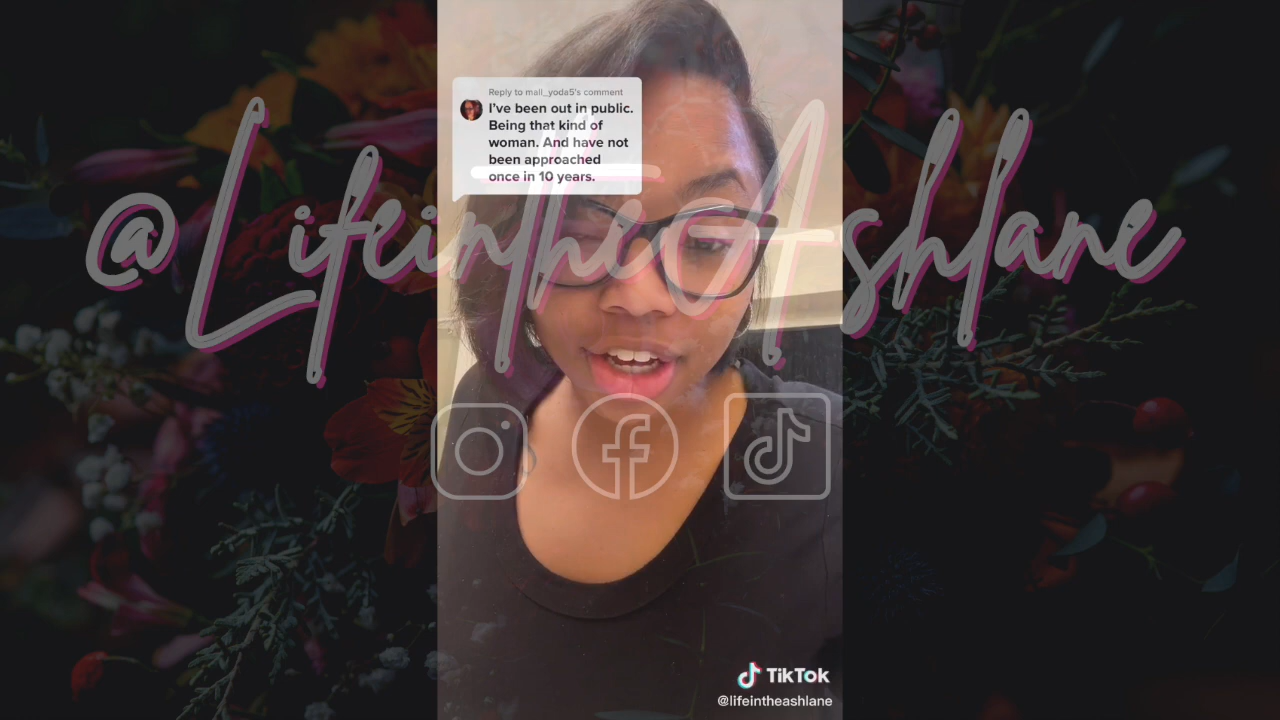 Reply to mall_yoda5's comment
I've been out in public.
Being that kind of
woman. And have not
been approached
once in 10 years.
@LifeintheAshlane
TikTok
@lifeintheashlane